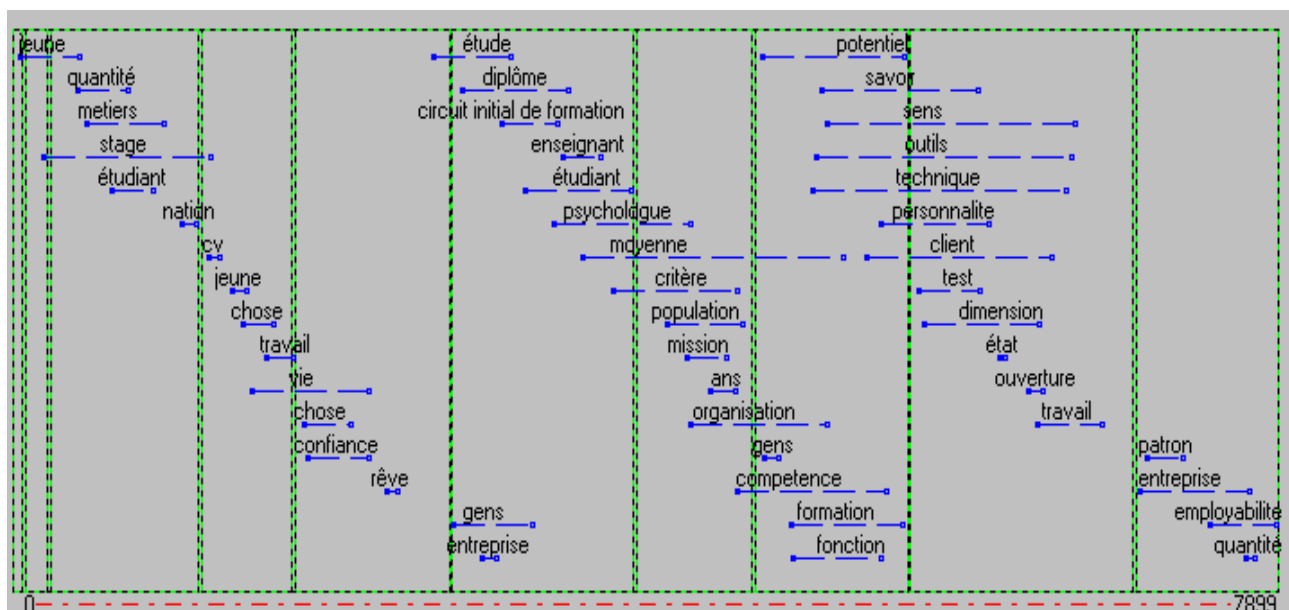 jeune étude potentiel
quantité diplôme savoir
metiers circuit initial de formation sens
stage enseignant outils
étudiant étudiant technique
nation psychologue personnalite
cv moyenne client
jeune critère test
chose population dimension
travail mission état
vie ans ouverture
chose organisation travail
confiance gens patron
rêve competence entreprise
gens formation employabilite
entreprise fonction quantité
0 7899